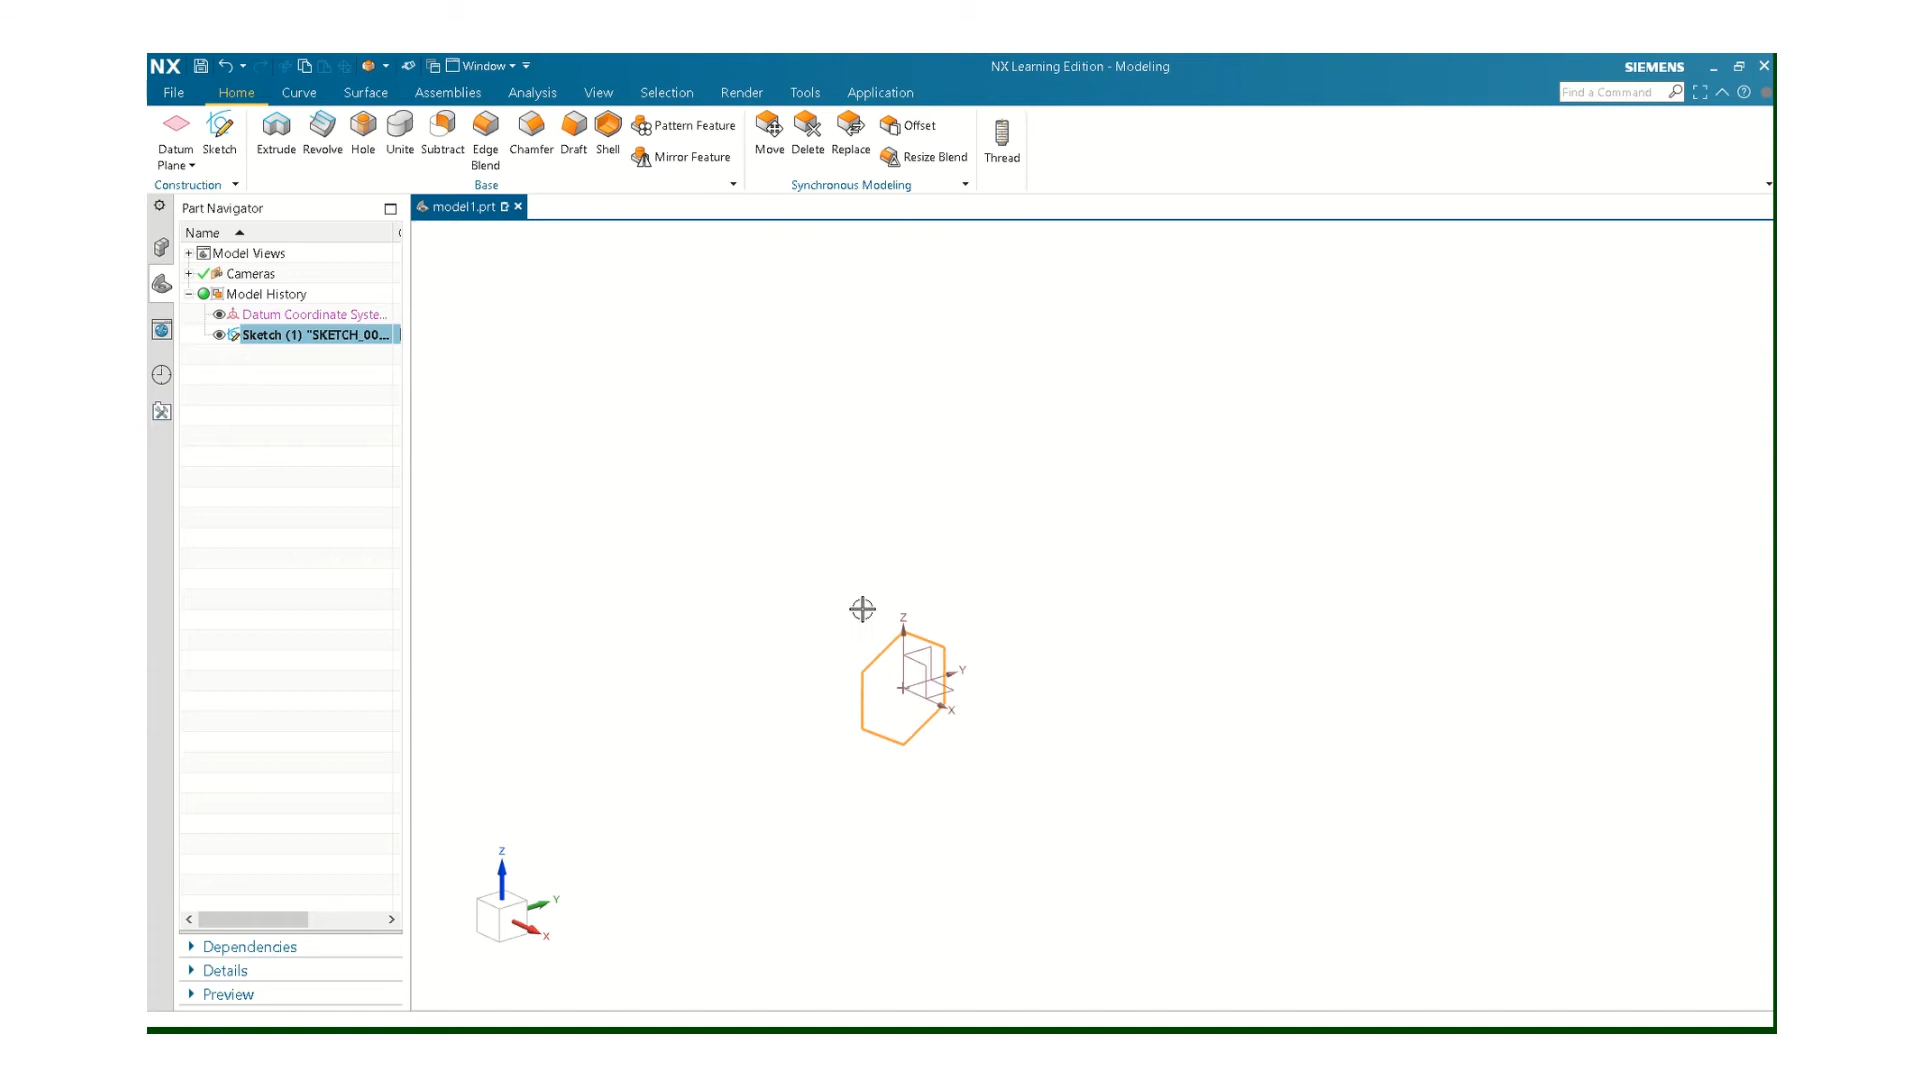 NX Window NX Learning Edition - Modeling SIEMENS
File Home Curve Surface Assemblies Analysis View Selection Render Tools Application Find a Command
Datum Plane Sketch Extrude Revolve Hole Unite Subtract Edge Blend Chamfer Draft Shell Pattern Feature Mirror Feature Move Delete Replace Offset Resize Blend Thread
Construction Base Synchronous Modeling
Part Navigator model1.prt
Name
Model Views
Cameras
Model History
Datum Coordinate Syste...
Sketch (1) "SKETCH_00...
Z
Y
X
Z
Y
X
Dependencies
Details
Preview